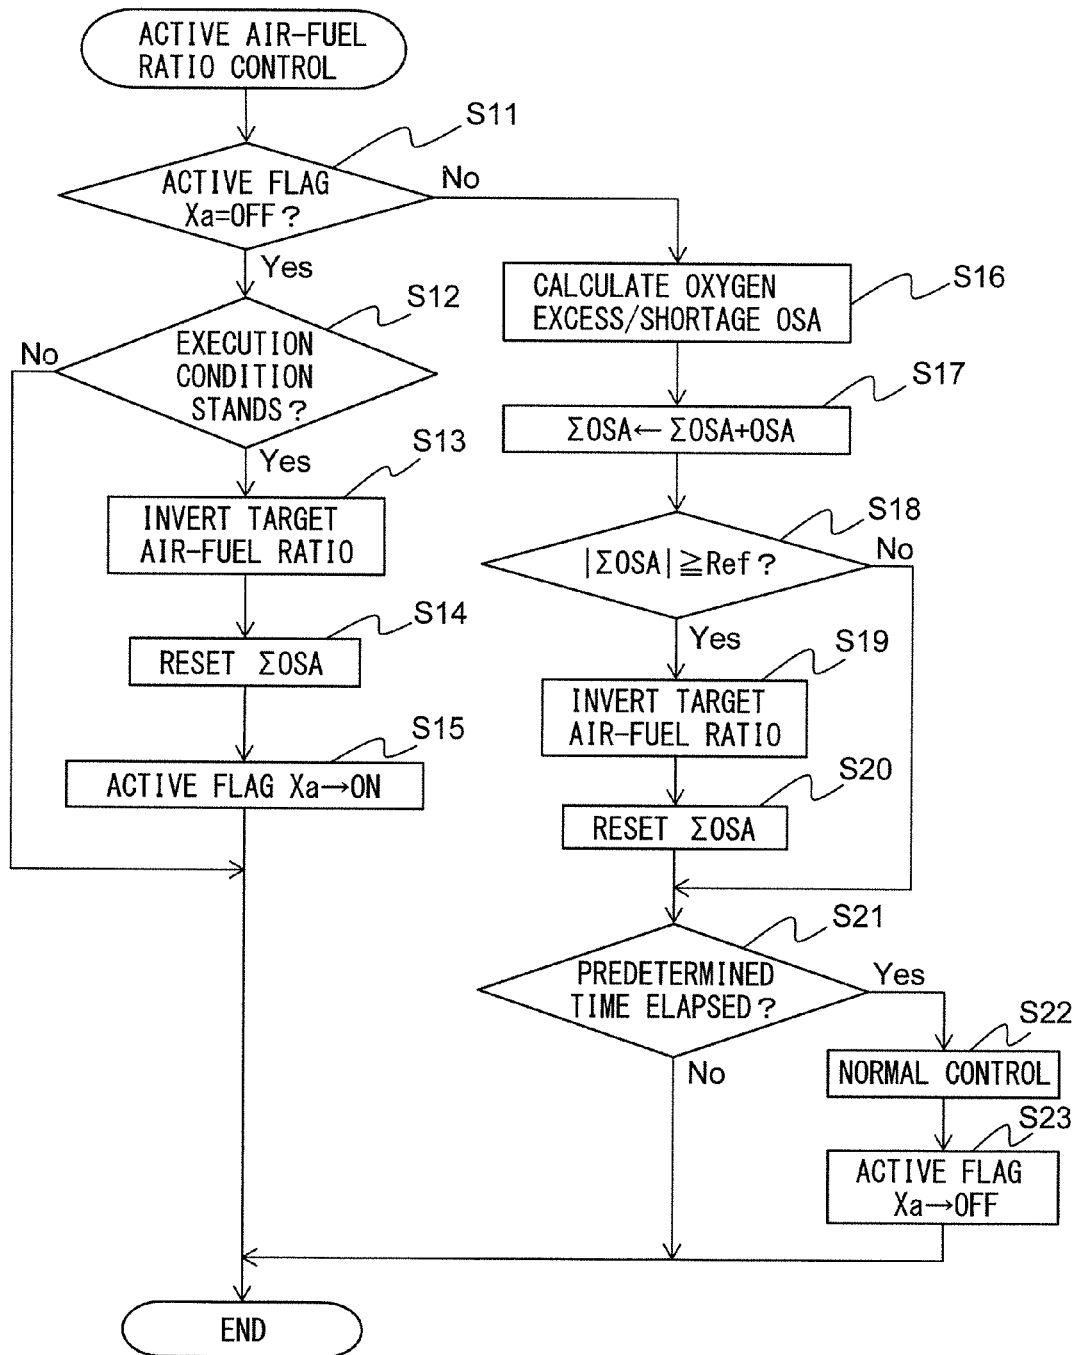 ACTIVE AIR-FUEL
RATIO CONTROL
S11
ACTIVE FLAG
Xa=OFF?
No
Yes
S12
EXECUTION
CONDITION
STANDS?
No
Yes
S13
INVERT TARGET
AIR-FUEL RATIO
S14
RESET ΣOSA
S15
ACTIVE FLAG Xa→ON
S16
CALCULATE OXYGEN
EXCESS/SHORTAGE OSA
S17
ΣOSA← ΣOSA+OSA
S18
|ΣOSA|≧Ref?
No
Yes
S19
INVERT TARGET
AIR-FUEL RATIO
S20
RESET ΣOSA
S21
PREDETERMINED
TIME ELAPSED?
Yes
No
S22
NORMAL CONTROL
S23
ACTIVE FLAG
Xa→OFF
END